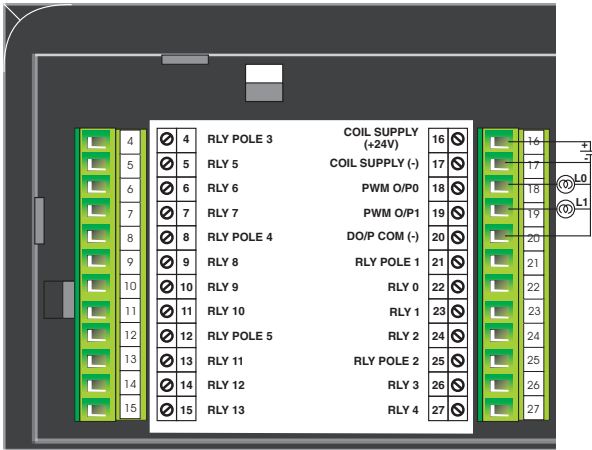 4 4 RLY POLE 3 COIL SUPPLY (+24V) 16 16 + -
5 5 RLY 5 COIL SUPPLY (-) 17 17
6 6 RLY 6 PWM O/P0 18 18 L0
7 7 RLY 7 PWM O/P1 19 19 L1
8 8 RLY POLE 4 DO/P COM (-) 20 20
9 9 RLY 8 RLY POLE 1 21 21
10 10 RLY 9 RLY 0 22 22
11 11 RLY 10 RLY 1 23 23
12 12 RLY POLE 5 RLY 2 24 24
13 13 RLY 11 RLY POLE 2 25 25
14 14 RLY 12 RLY 3 26 26
15 15 RLY 13 RLY 4 27 27